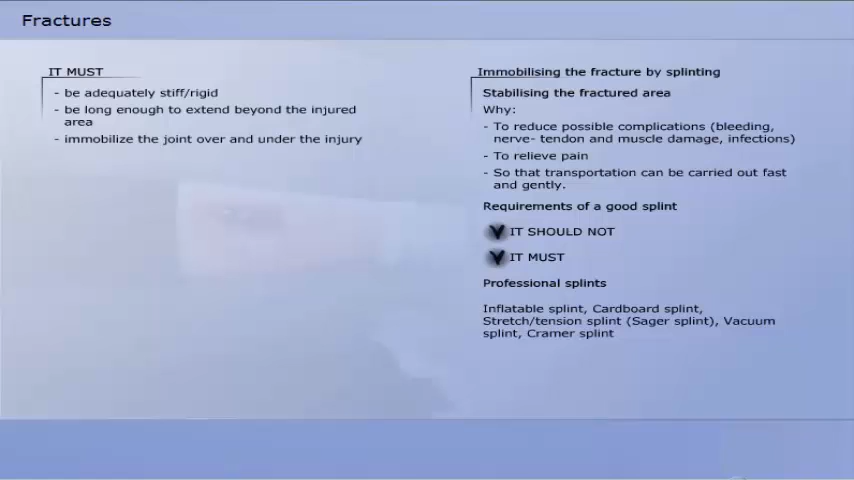 Fractures
IT MUST
- be adequately stiff/rigid
- be long enough to extend beyond the injured
area
- immobilize the joint over and under the injury
Immobilising the fracture by splinting
Stabilising the fractured area
Why:
- To reduce possible complications (bleeding,
nerve- tendon and muscle damage, infections)
- To relieve pain
- So that transportation can be carried out fast
and gently.
Requirements of a good splint
IT SHOULD NOT
IT MUST
Professional splints
Inflatable splint, Cardboard splint,
Stretch/tension splint (Sager splint), Vacuum
splint, Cramer splint